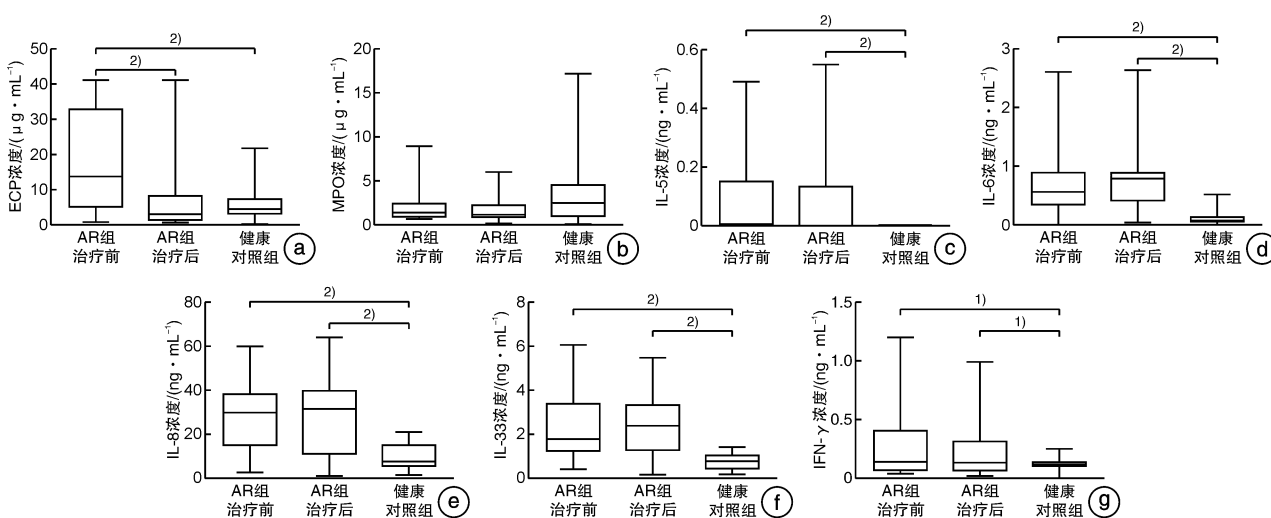 ECP浓度/(μg·mL⁻¹)
50
40
30
20
10
0
2)
2)
AR组
治疗前
AR组
治疗后
健康
对照组
a
MPO浓度/(μg·mL⁻¹)
20
15
10
5
0
AR组
治疗前
AR组
治疗后
健康
对照组
b
IL-5浓度/(ng·mL⁻¹)
0.6
0.4
0.2
0
2)
2)
AR组
治疗前
AR组
治疗后
健康
对照组
c
IL-6浓度/(ng·mL⁻¹)
3
2
1
0
2)
2)
AR组
治疗前
AR组
治疗后
健康
对照组
d
IL-8浓度/(ng·mL⁻¹)
80
60
40
20
0
2)
2)
AR组
治疗前
AR组
治疗后
健康
对照组
e
IL-33浓度/(ng·mL⁻¹)
8
6
4
2
0
2)
2)
AR组
治疗前
AR组
治疗后
健康
对照组
f
IFN-γ浓度/(ng·mL⁻¹)
1.5
1.0
0.5
0
1)
1)
AR组
治疗前
AR组
治疗后
健康
对照组
g